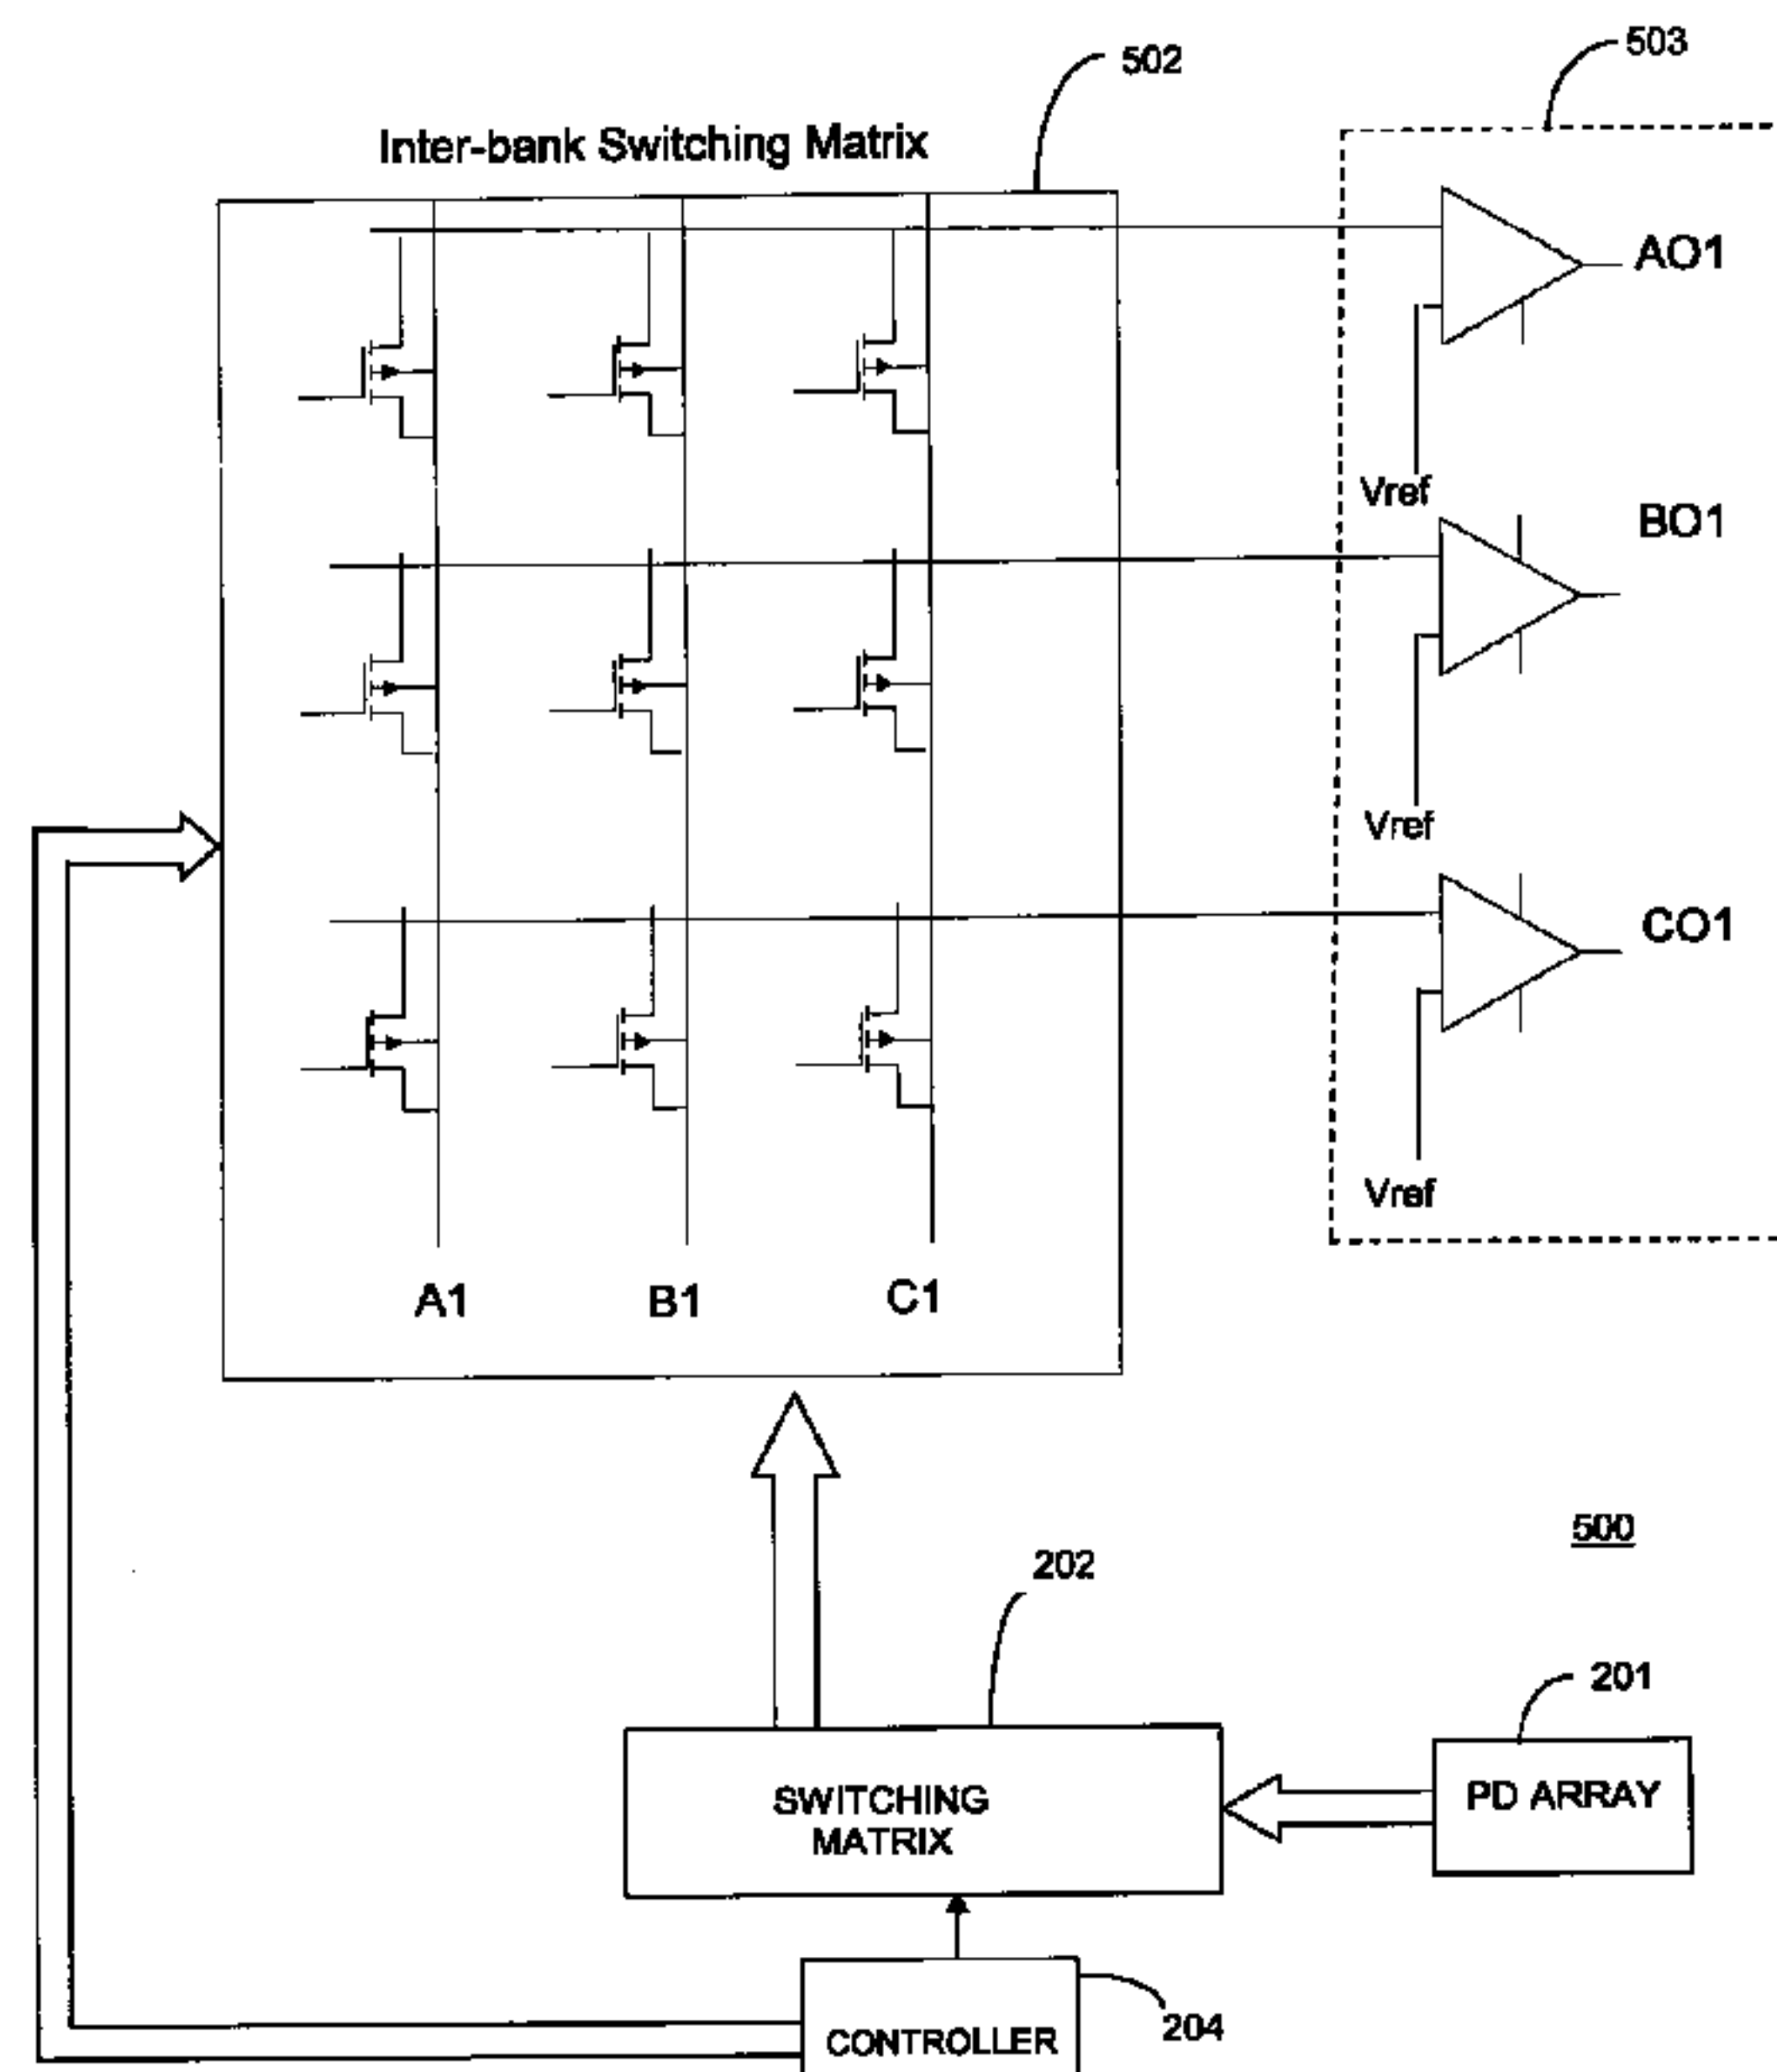 503
502
Inter-bank Switching Matrix
AO1
Vref
BO1
Vref
CO1
Vref
A1 B1 C1
500
202
201
SWITCHING
MATRIX
PD ARRAY
204
CONTROLLER